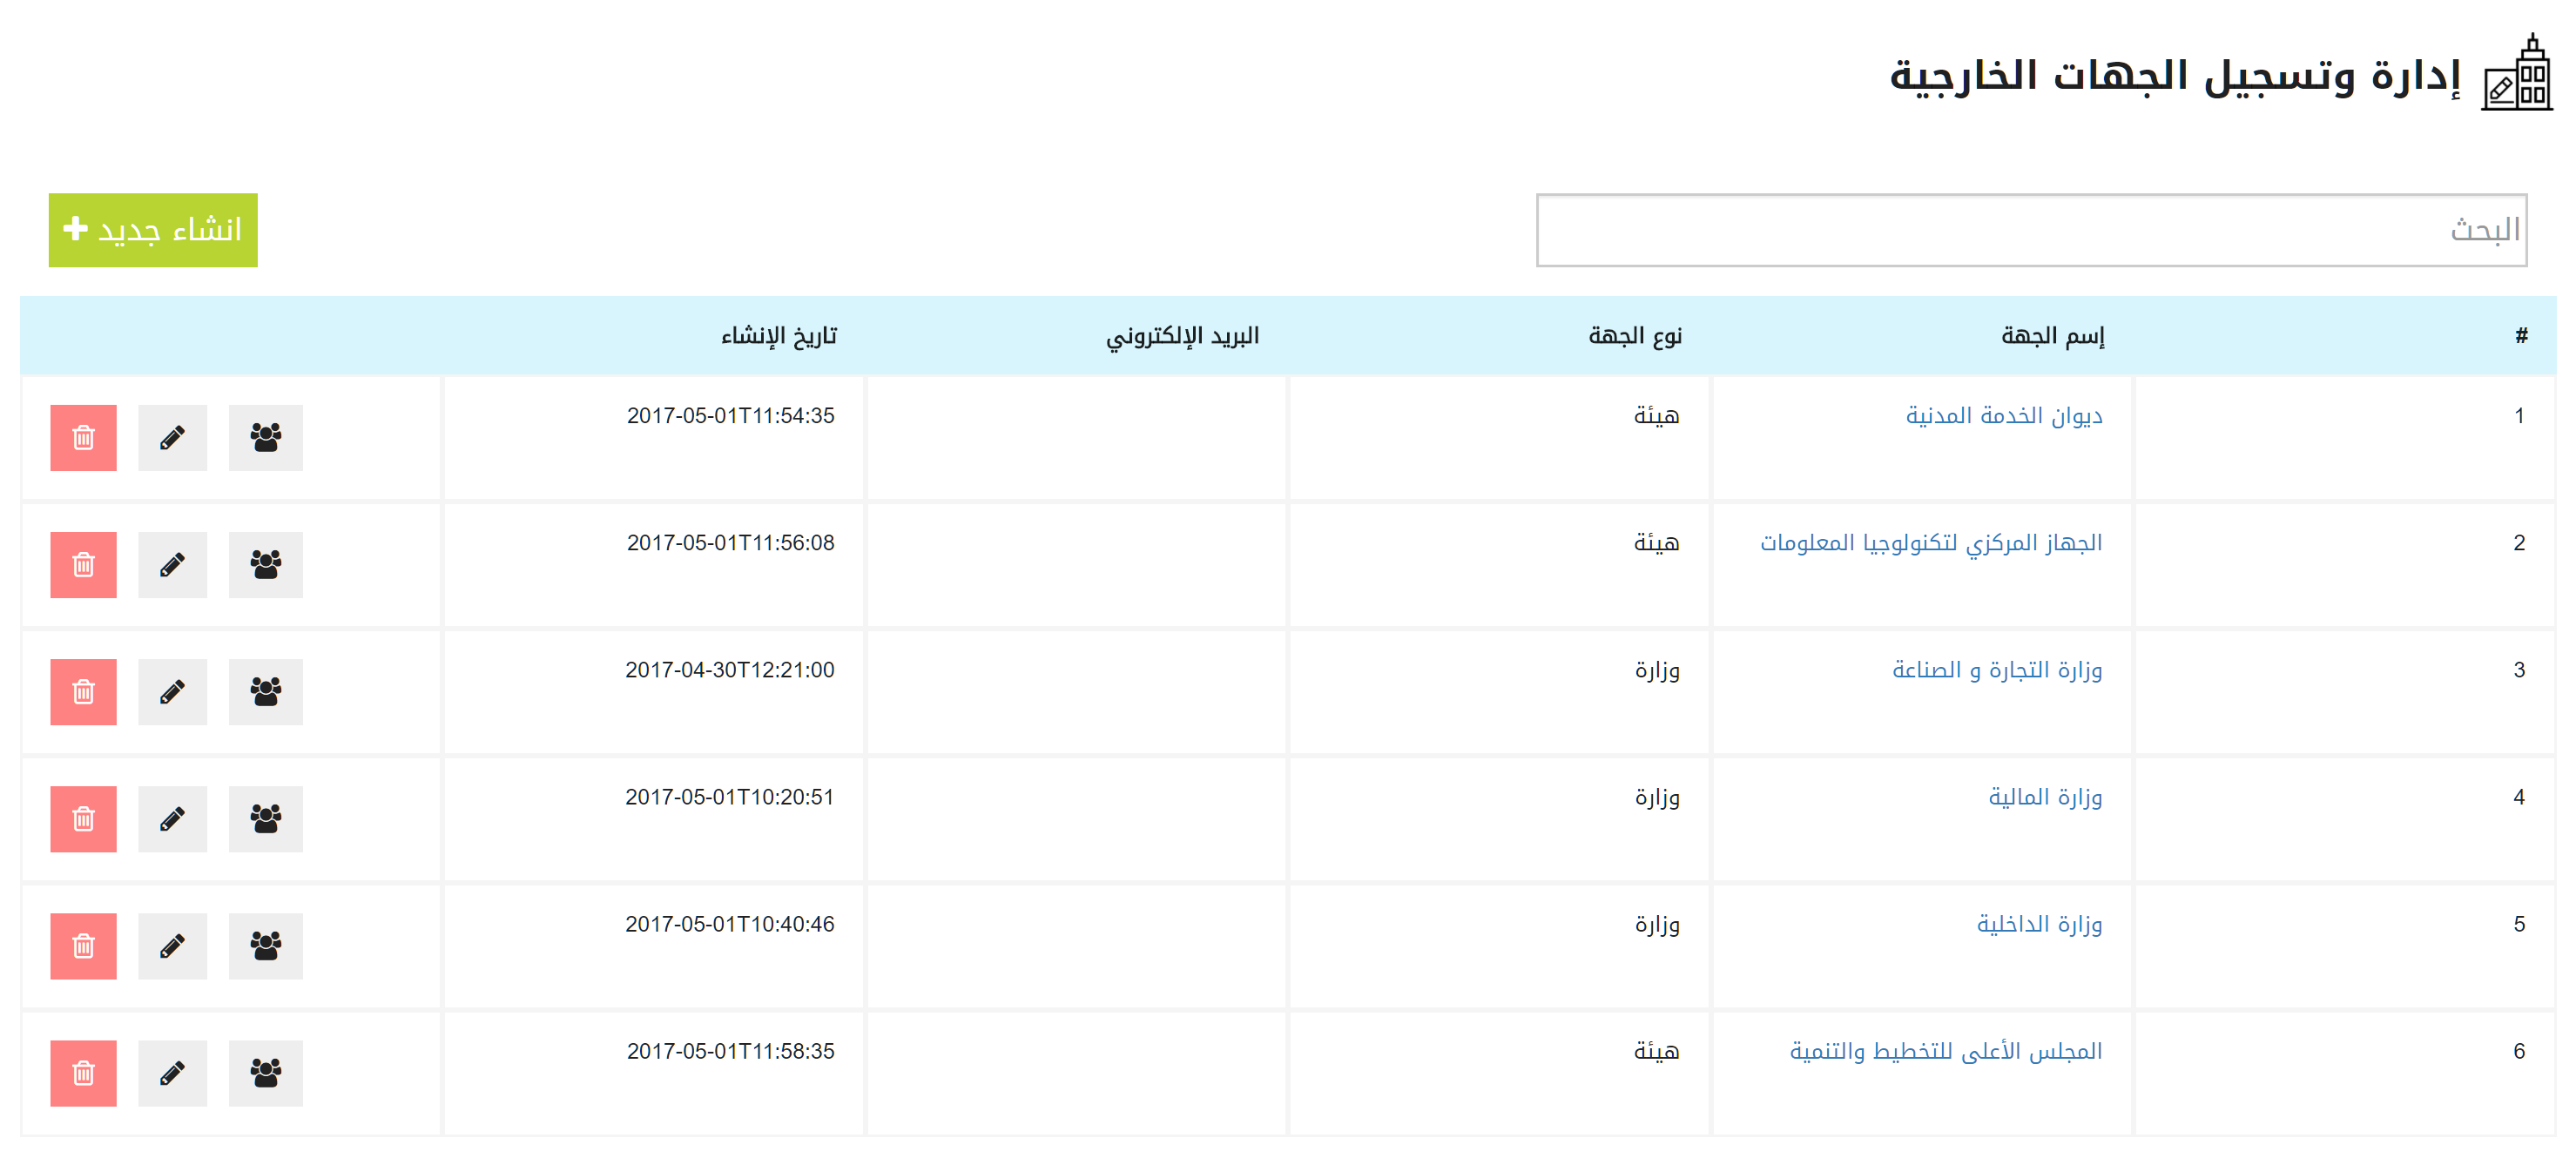 إدارة وتسجيل الجهات الخارجية
البحث
انشاء جديد
# إسم الجهة نوع الجهة البريد الإلكتروني تاريخ الإنشاء
1 ديوان الخدمة المدنية هيئة 2017-05-01T11:54:35
2 الجهاز المركزي لتكنولوجيا المعلومات هيئة 2017-05-01T11:56:08
3 وزارة التجارة و الصناعة وزارة 2017-04-30T12:21:00
4 وزارة المالية وزارة 2017-05-01T10:20:51
5 وزارة الداخلية وزارة 2017-05-01T10:40:46
6 المجلس الأعلى للتخطيط والتنمية هيئة 2017-05-01T11:58:35